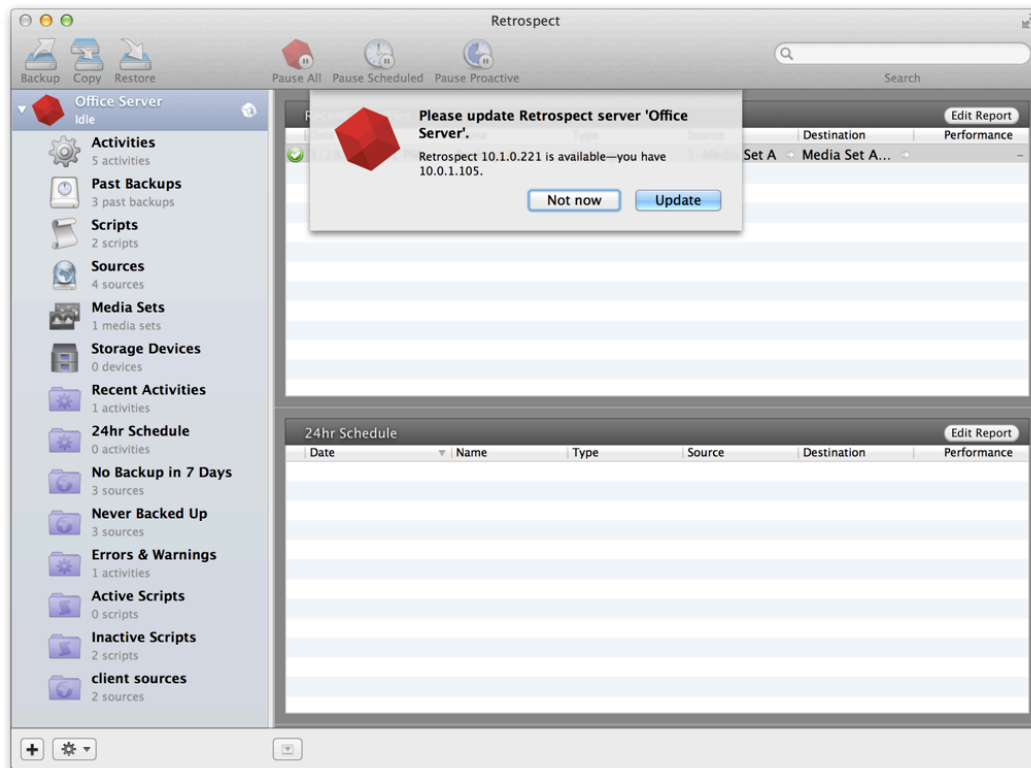 Retrospect
Backup Copy Restore
Pause All Pause Scheduled Pause Proactive
Search
Office Server
Idle
Activities
5 activities
Past Backups
3 past backups
Scripts
2 scripts
Sources
4 sources
Media Sets
1 media sets
Storage Devices
0 devices
Recent Activities
1 activities
24hr Schedule
0 activities
No Backup in 7 Days
3 sources
Never Backed Up
3 sources
Errors & Warnings
1 activities
Active Scripts
0 scripts
Inactive Scripts
2 scripts
client sources
2 sources
Please update Retrospect server 'Office
Server'.
Retrospect 10.1.0.221 is available—you have
10.0.1.105.
Not now Update
Edit Report
Destination Performance
Set A Media Set A... –
24hr Schedule Edit Report
Date Name Type Source Destination Performance